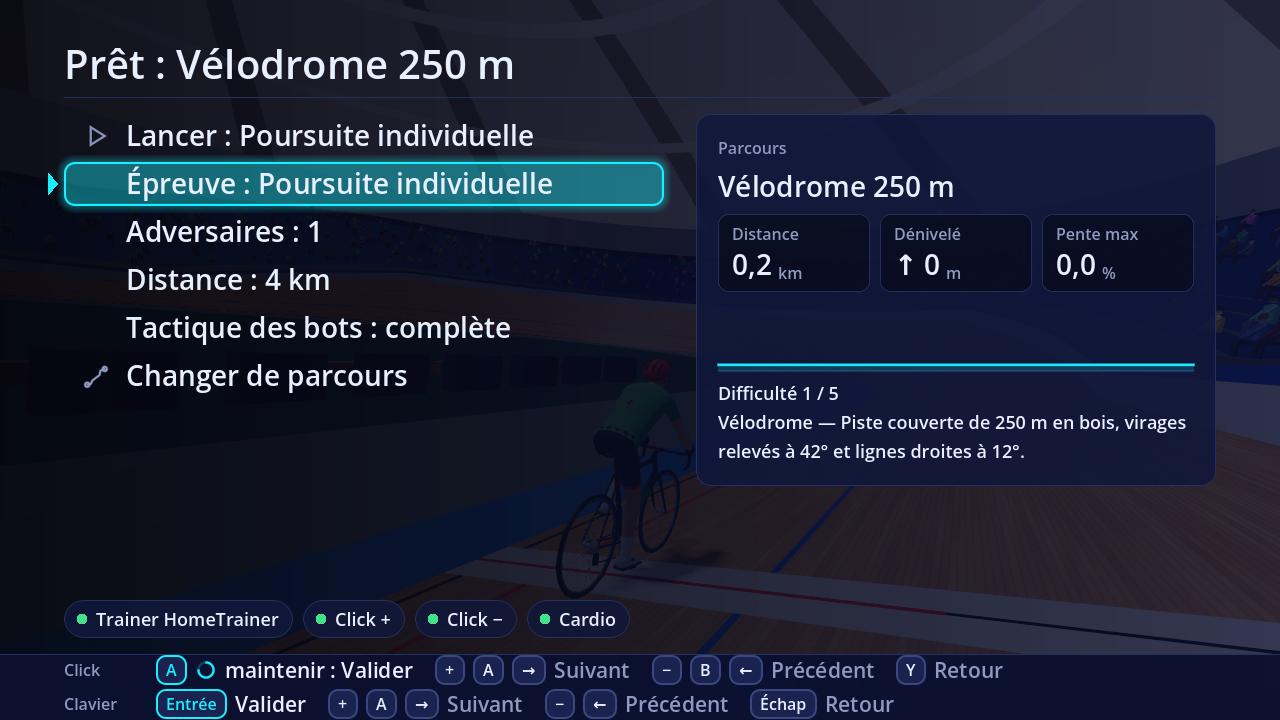 Prêt : Vélodrome 250 m
Lancer : Poursuite individuelle
Épreuve : Poursuite individuelle
Adversaires : 1
Distance : 4 km
Tactique des bots : complète
Changer de parcours
Parcours
Vélodrome 250 m
Distance Dénivelé Pente max
0,2 km ↑ 0 m 0,0 %
Difficulté 1 / 5
Vélodrome — Piste couverte de 250 m en bois, virages
relevés à 42° et lignes droites à 12°.
Trainer HomeTrainer Click + Click − Cardio
Click A maintenir : Valider + A → Suivant − B ← Précédent Y Retour
Clavier Entrée Valider + A → Suivant − ← Précédent Échap Retour